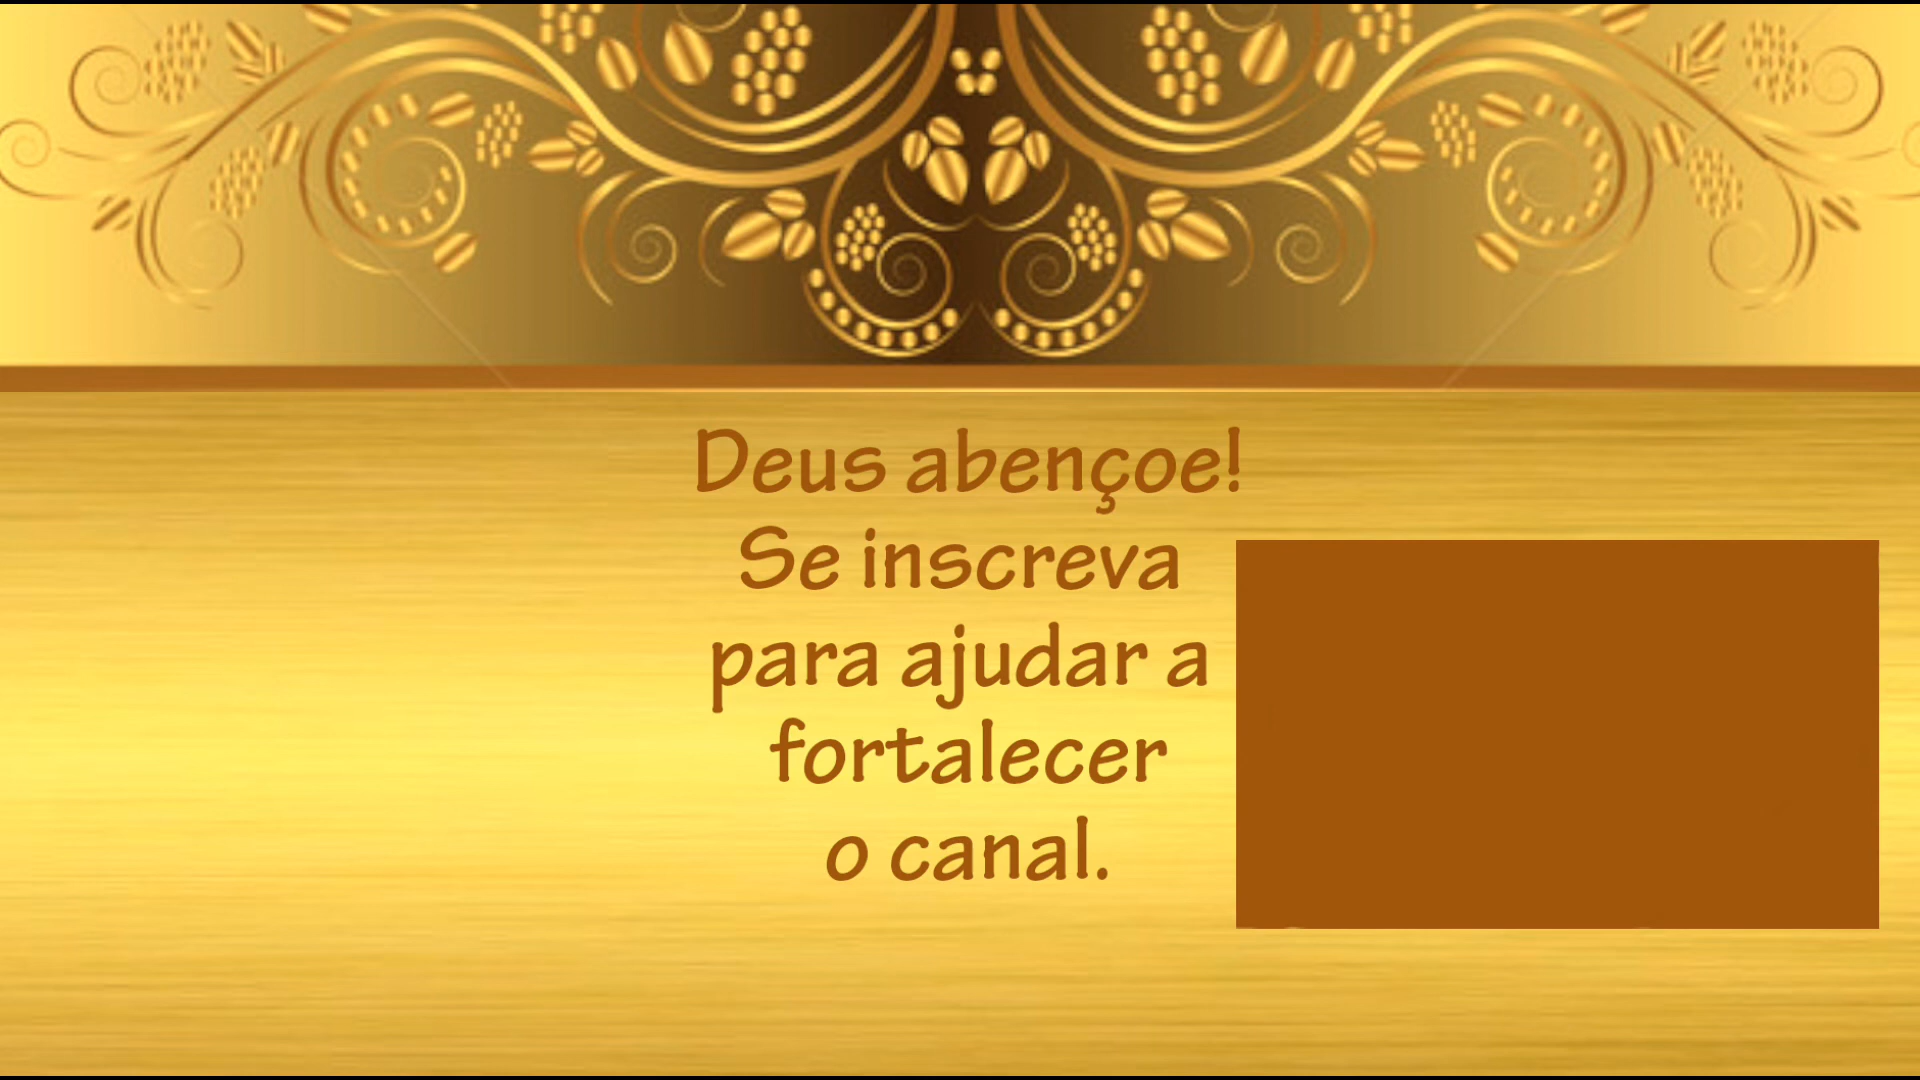 Deus abençoe!
Se inscreva
para ajudar a
fortalecer
o canal.